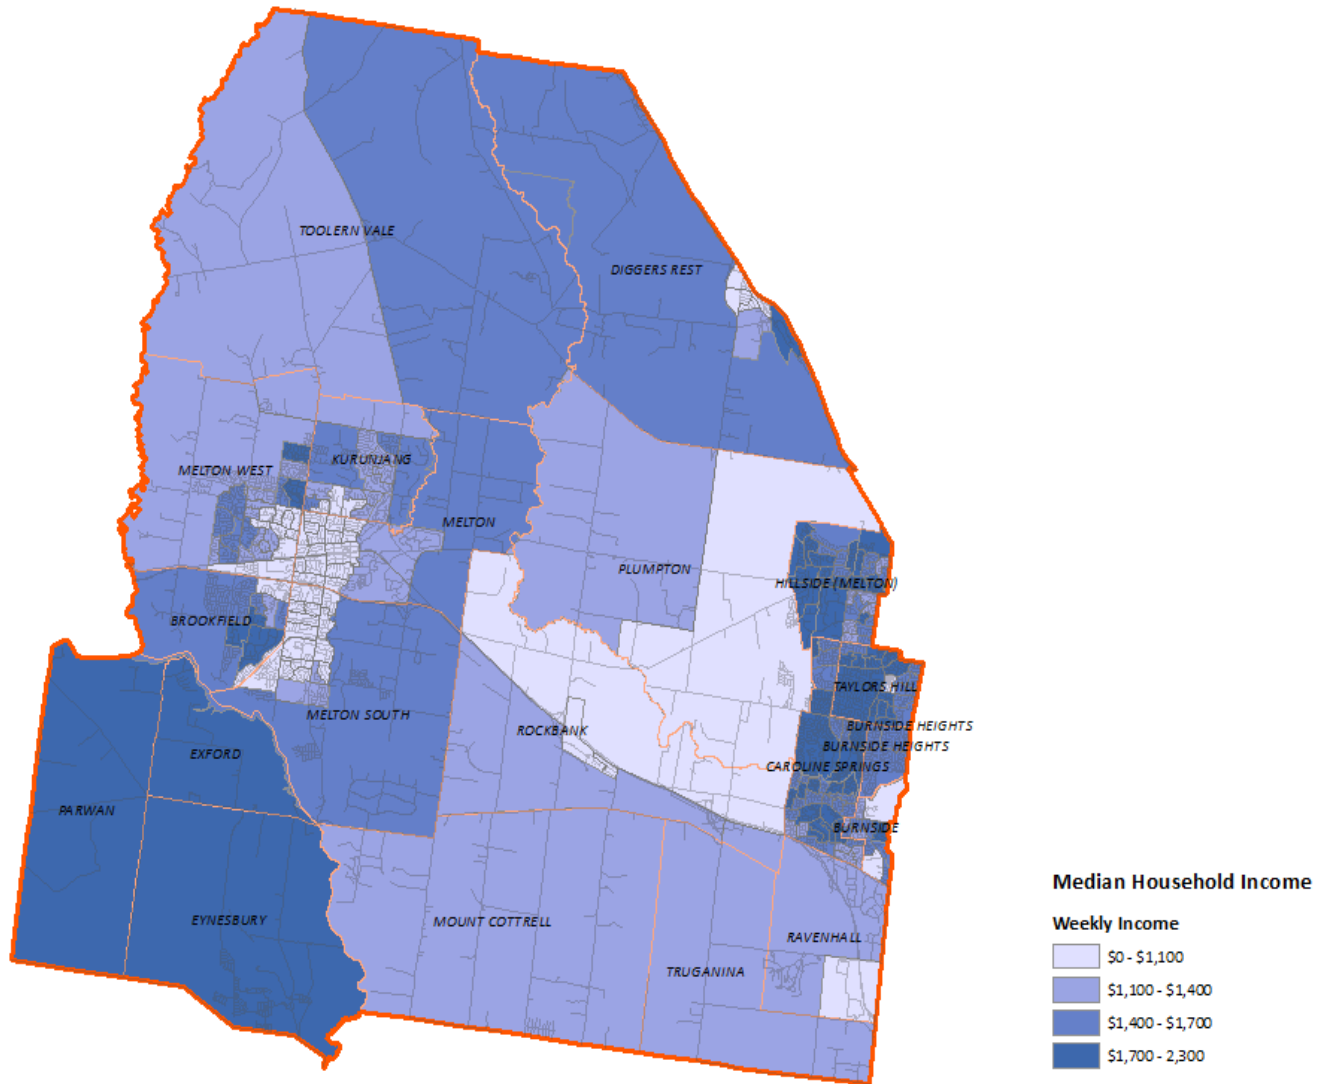 TOOLERN VALE
DIGGERS REST
KURUNJANG
MELTON WEST
MELTON
PLUMPTON
HILLSIDE (MELTON)
BROOKFIELD
TAYLORS HILL
MELTON SOUTH
BURNSIDE HEIGHTS
ROCKBANK
BURNSIDE HEIGHTS
EXFORD
CAROLINE SPRINGS
PARWAN
BURNSIDE
EYNESBURY
MOUNT COTTRELL
RAVENHALL
TRUGANINA
Median Household Income
Weekly Income
$0 - $1,100
$1,100 - $1,400
$1,400 - $1,700
$1,700 - 2,300